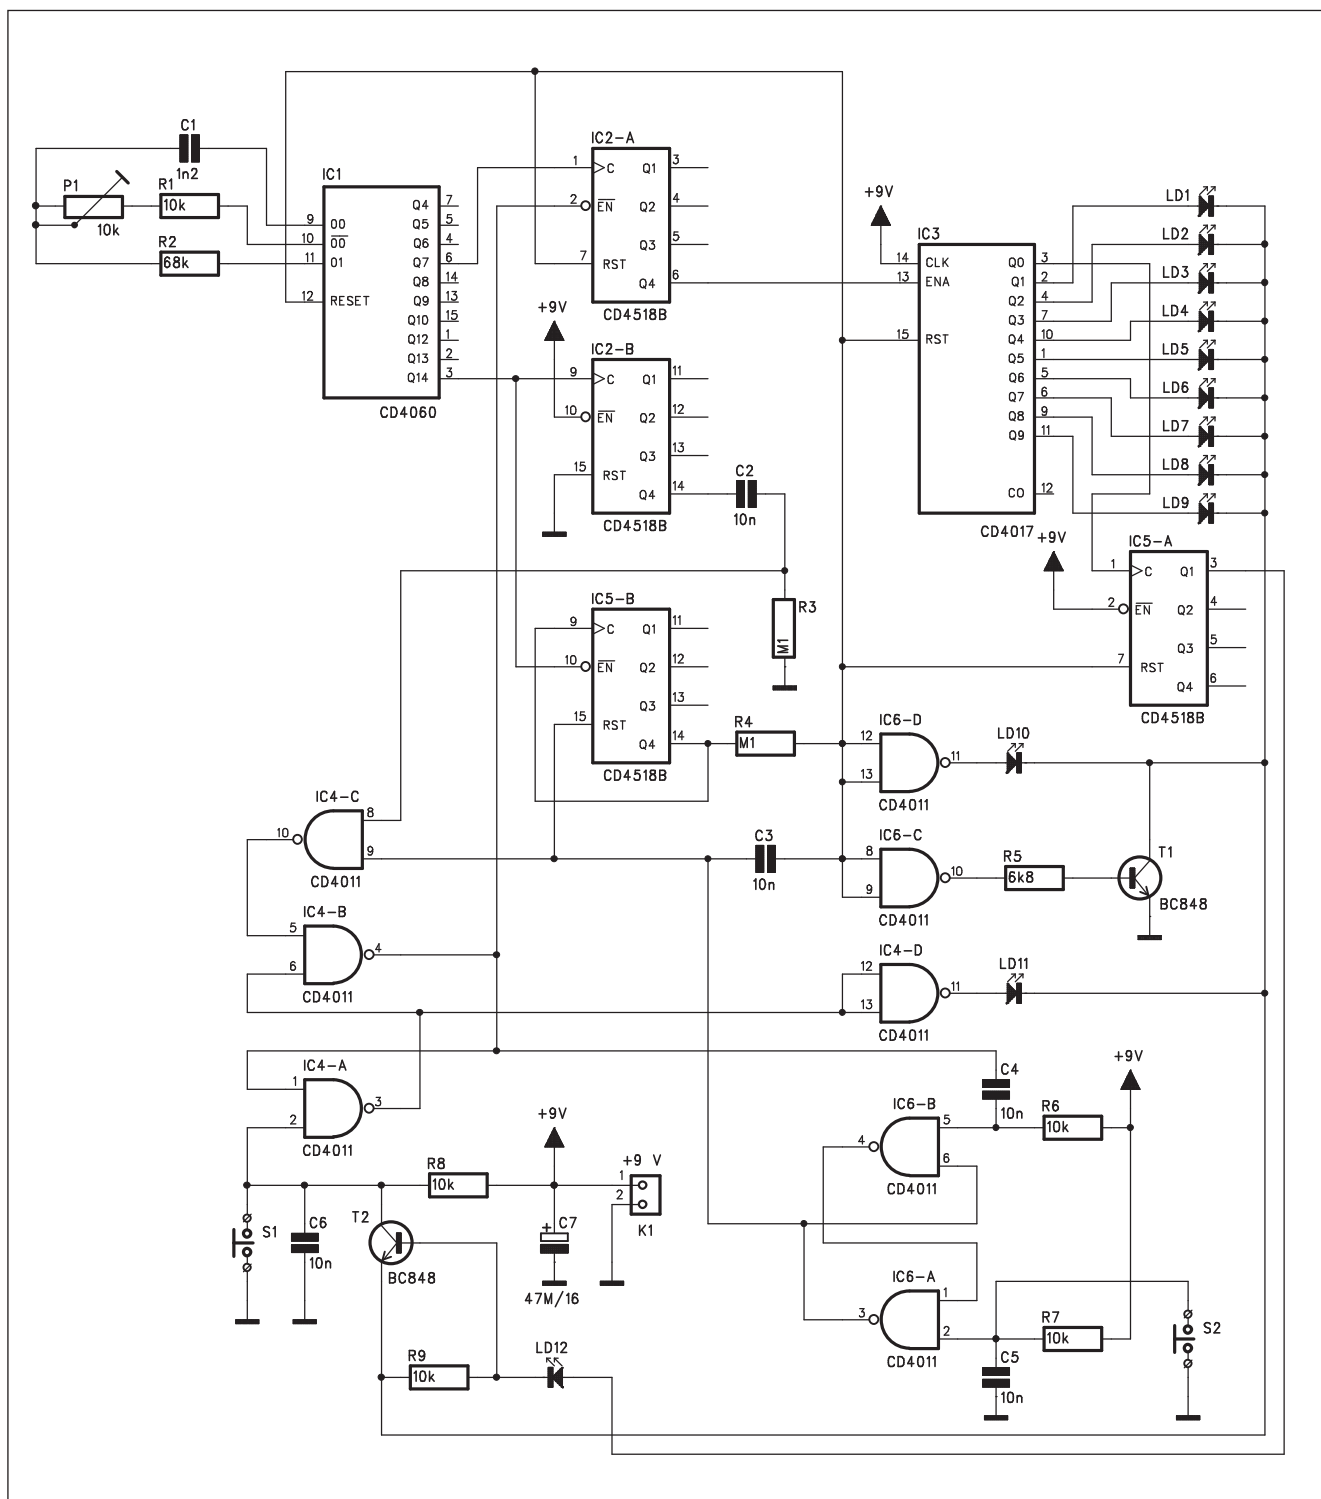 C1
1n2
P1
10k
R1
10k
R2
68k
IC1
9 OO
10 OO
11 O1
12 RESET
Q4 7
Q5 5
Q6 4
Q7 6
Q8 14
Q9 13
Q10 15
Q12 1
Q13 2
Q14 3
CD4060
IC2-A
1 C
2 EN
7 RST
Q1 3
Q2 4
Q3 5
Q4 6
CD4518B
+9V
IC2-B
9 C
10 EN
15 RST
Q1 11
Q2 12
Q3 13
Q4 14
CD4518B
C2
10n
+9V
IC3
14 CLK
13 ENA
15 RST
Q0 3
Q1 2
Q2 4
Q3 7
Q4 10
Q5 1
Q6 5
Q7 6
Q8 9
Q9 11
CO 12
CD4017
LD1
LD2
LD3
LD4
LD5
LD6
LD7
LD8
LD9
+9V
IC5-A
1 C
2 EN
7 RST
Q1 3
Q2 4
Q3 5
Q4 6
CD4518B
IC5-B
9 C
10 EN
15 RST
Q1 11
Q2 12
Q3 13
Q4 14
CD4518B
R3
M1
R4
M1
IC6-D
12
13
11
CD4011
LD10
IC4-C
8
9
10
CD4011
C3
10n
IC6-C
8
9
10
CD4011
R5
6k8
T1
BC848
IC4-B
5
6
4
CD4011
IC4-D
12
13
11
CD4011
LD11
IC4-A
1
2
3
CD4011
C4
10n
R6
10k
+9V
IC6-B
5
6
4
CD4011
R8
10k
+9V
+9 V
1
2
K1
S1
C6
10n
T2
BC848
C7
+
47M/16
IC6-A
1
2
3
CD4011
R7
10k
C5
10n
S2
R9
10k
LD12